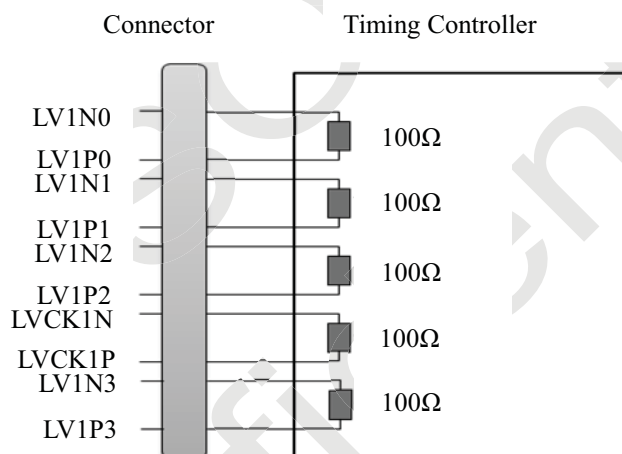 Connector Timing Controller
LV1N0
100Ω
LV1P0
LV1N1
100Ω
LV1P1
LV1N2
100Ω
LV1P2
LVCK1N
100Ω
LVCK1P
LV1N3
100Ω
LV1P3